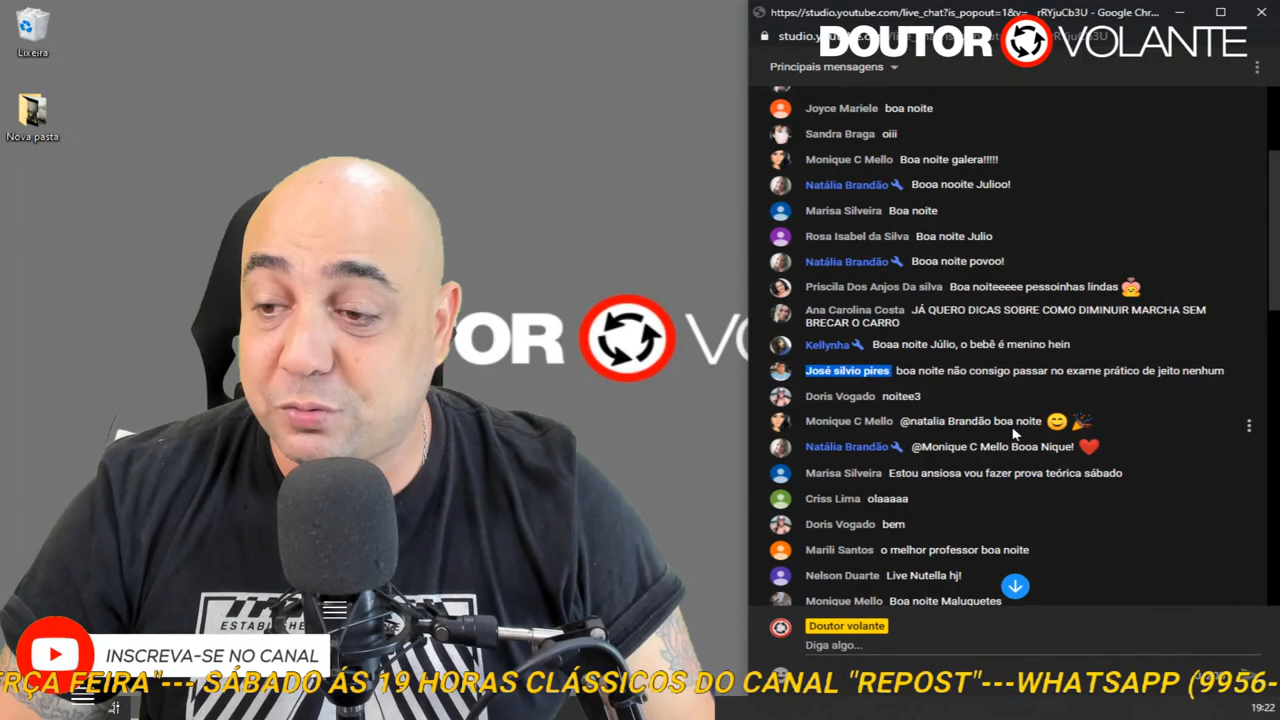 Lixeira
Nova pasta
https://studio.youtube.com/live_chat?is_popout=1&v=__rRYjuCb3U - Google Chr...
DOUTOR VOLANTE
Principais mensagens
Joyce Mariele boa noite
Sandra Braga oiii
Monique C Mello Boa noite galera!!!!!
Natália Brandão Booa nooite Julioo!
Marisa Silveira Boa noite
Rosa Isabel da Silva Boa noite Julio
Natália Brandão Booa noite povoo!
Priscila Dos Anjos Da silva Boa noiteeeee pessoinhas lindas
Ana Carolina Costa JÁ QUERO DICAS SOBRE COMO DIMINUIR MARCHA SEM
BRECAR O CARRO
Kellynha Boaa noite Júlio, o bebê é menino hein
José silvio píres boa noite não consigo passar no exame prático de jeito nenhum
Doris Vogado noitee3
Monique C Mello @natalia Brandão boa noite 😊 🎉
Natália Brandão @Monique C Mello Booa Nique! ❤️
Marisa Silveira Estou ansiosa vou fazer prova teórica sábado
Criss Lima olaaaaa
Doris Vogado bem
Marili Santos o melhor professor boa noite
Nelson Duarte Live Nutella hj!
Monique Mello Boa noite Maluquetes
Doutor volante
Diga algo...
OR VO
ESTABLISHE
INSCREVA-SE NO CANAL
ERÇA FEIRA"--- SÁBADO ÁS 19 HORAS CLÁSSICOS DO CANAL "REPOST"---WHATSAPP (9956-
19:22